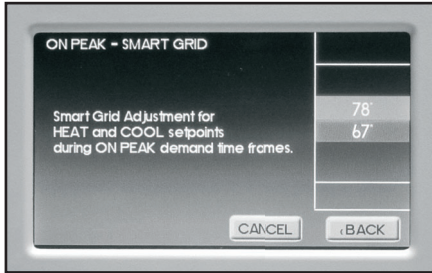 ON PEAK - SMART GRID
Smart Grid Adjustment for
HEAT and COOL setpoints
during ON PEAK demand time frames.
78°
67°
CANCEL
‹BACK